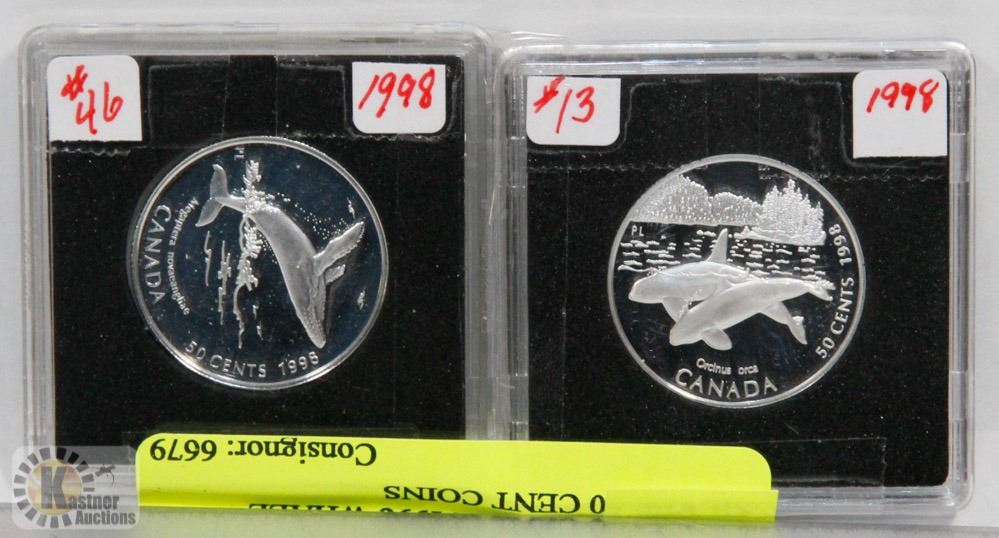 #46
1998
PL
Megaptera novaeangliae
CANADA
50 CENTS 1998
#13
1998
PL
50 CENTS 1998
Orcinus orca
CANADA
Consignor: 6679
0 CENT COINS
Kastner
Auctions